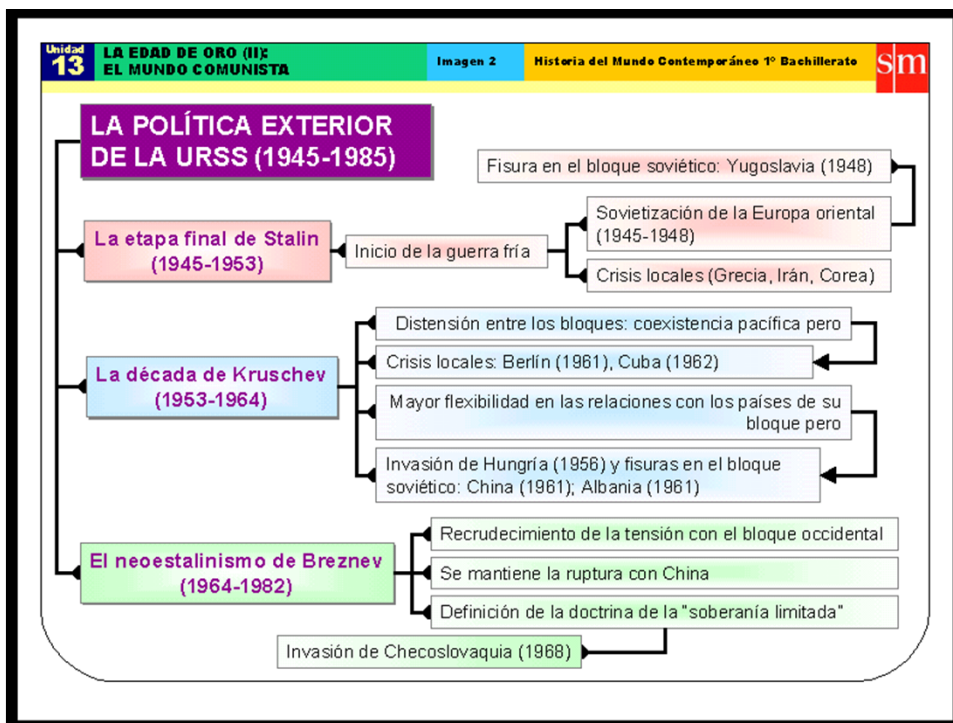 Unidad
13
LA EDAD DE ORO (II):
EL MUNDO COMUNISTA
Imagen 2
Historia del Mundo Contemporáneo 1º Bachillerato
sm
LA POLÍTICA EXTERIOR
DE LA URSS (1945-1985)
Fisura en el bloque soviético: Yugoslavia (1948)
La etapa final de Stalin
(1945-1953)
Inicio de la guerra fría
Sovietización de la Europa oriental
(1945-1948)
Crisis locales (Grecia, Irán, Corea)
La década de Kruschev
(1953-1964)
Distensión entre los bloques: coexistencia pacífica pero
Crisis locales: Berlín (1961), Cuba (1962)
Mayor flexibilidad en las relaciones con los países de su
bloque pero
Invasión de Hungría (1956) y fisuras en el bloque
soviético: China (1961); Albania (1961)
El neoestalinismo de Breznev
(1964-1982)
Recrudecimiento de la tensión con el bloque occidental
Se mantiene la ruptura con China
Definición de la doctrina de la "soberanía limitada"
Invasión de Checoslovaquia (1968)